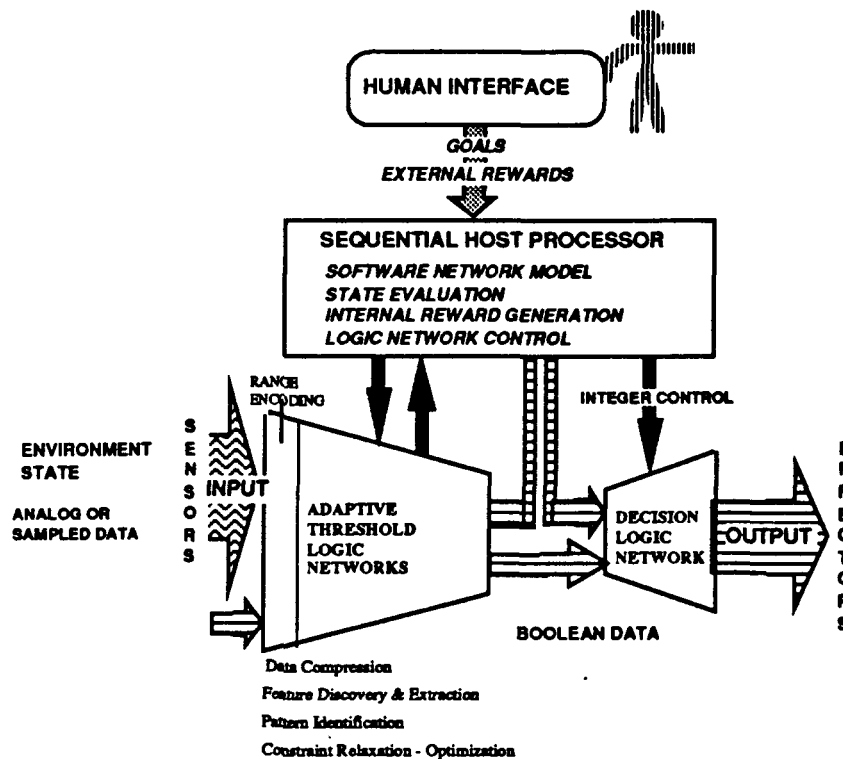 HUMAN INTERFACE
GOALS
EXTERNAL REWARDS
SEQUENTIAL HOST PROCESSOR
SOFTWARE NETWORK MODEL
STATE EVALUATION
INTERNAL REWARD GENERATION
LOGIC NETWORK CONTROL
RANGE
ENCODING
INTEGER CONTROL
ENVIRONMENT
STATE
ANALOG OR
SAMPLED DATA
SENSORS
INPUT
ADAPTIVE
THRESHOLD
LOGIC
NETWORKS
DECISION
LOGIC
NETWORK
OUTPUT
BOOLEAN DATA
Data Compression
Feature Discovery & Extraction
Pattern Identification
Constraint Relaxation - Optimization